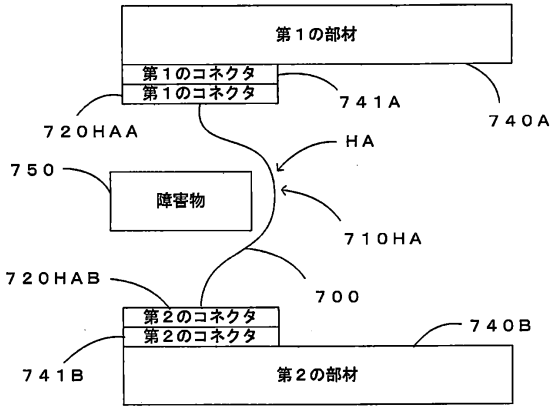 第１の部材
第１のコネクタ
第１のコネクタ
７４１Ａ
７４０Ａ
７２０ＨＡＡ
ＨＡ
７５０
障害物
７１０ＨＡ
７２０ＨＡＢ
７００
第２のコネクタ
第２のコネクタ
７４０Ｂ
７４１Ｂ
第２の部材